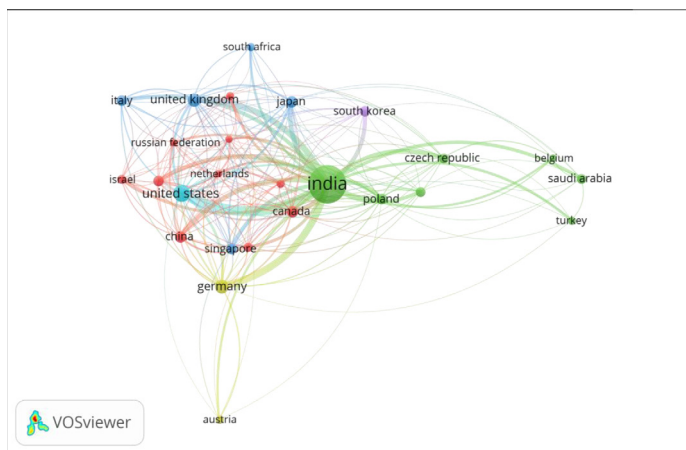 south africa
italy
united kingdom
japan
south korea
russian federation
czech republic
belgium
israel
netherlands
saudi arabia
united states
india
poland
canada
turkey
china
singapore
germany
austria
VOSviewer